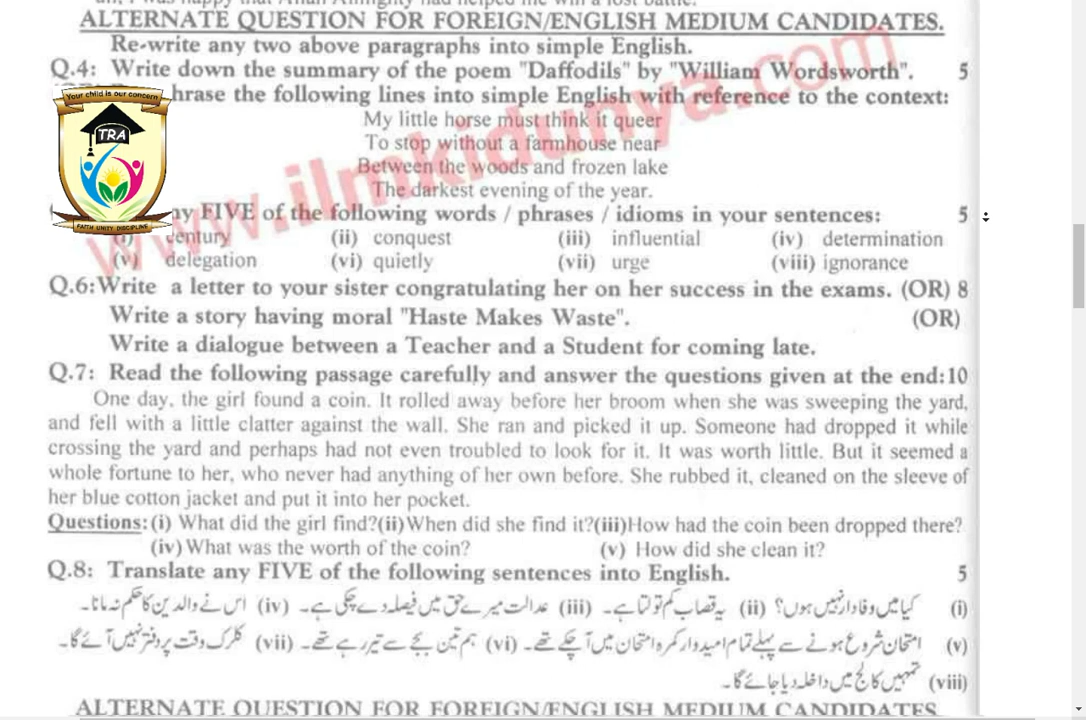 ALTERNATE QUESTION FOR FOREIGN/ENGLISH MEDIUM CANDIDATES.
Re-write any two above paragraphs into simple English.
Q.4: Write down the summary of the poem "Daffodils" by "William Wordsworth". 5
hrase the following lines into simple English with reference to the context:
My little horse must think it queer
To stop without a farmhouse near
Between the woods and frozen lake
The darkest evening of the year.
Your child is our concern
TRA
FAITH UNITY DISCIPLINE
www.ilmkidunya.com
ny FIVE of the following words / phrases / idioms in your sentences: 5
(i) century (ii) conquest (iii) influential (iv) determination
(v) delegation (vi) quietly (vii) urge (viii) ignorance
Q.6:Write a letter to your sister congratulating her on her success in the exams. (OR) 8
Write a story having moral "Haste Makes Waste". (OR)
Write a dialogue between a Teacher and a Student for coming late.
Q.7: Read the following passage carefully and answer the questions given at the end:10
One day, the girl found a coin. It rolled away before her broom when she was sweeping the yard,
and fell with a little clatter against the wall. She ran and picked it up. Someone had dropped it while
crossing the yard and perhaps had not even troubled to look for it. It was worth little. But it seemed a
whole fortune to her, who never had anything of her own before. She rubbed it, cleaned on the sleeve of
her blue cotton jacket and put it into her pocket.
Questions: (i) What did the girl find?(ii)When did she find it?(iii)How had the coin been dropped there?
(iv)What was the worth of the coin? (v) How did she clean it?
Q.8: Translate any FIVE of the following sentences into English. 5
(i) کیا میں وفادار نہیں ہوں؟ (ii) یہ قصاب کم تولتا ہے۔ (iii) عدالت میرے حق میں فیصلہ دے چکی ہے۔ (iv) اس نے والدین کا حکم نہ مانا۔
(v) امتحان شروع ہونے سے پہلے تمام امیدوار کمرہ امتحان میں آ چکے تھے۔ (vi) ہم تین بجے سے تیر رہے تھے۔ (vii) کلرک وقت پر دفتر نہیں آئے گا۔
(viii) تمہیں کالج میں داخلہ دیا جائے گا۔
ALTERNATE QUESTION FOR FOREIGN/ENGLISH MEDIUM CANDIDATES.